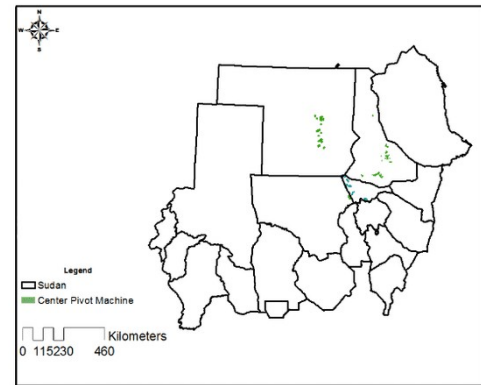 N
W E
S
Legend
Sudan
Center Pivot Machine
Kilometers
0 115230 460